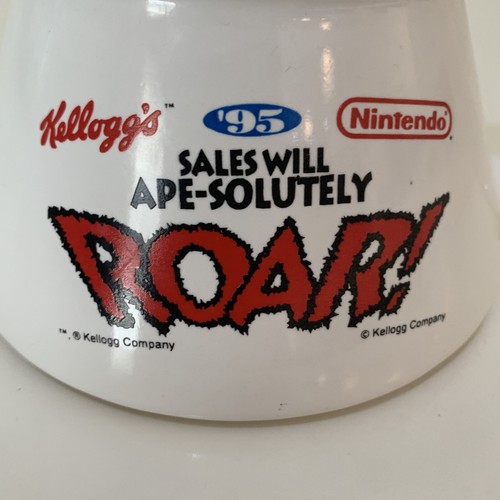 Kellogg's™ '95 Nintendo®
SALES WILL
APE-SOLUTELY
ROAR!
™, ® Kellogg Company © Kellogg Company